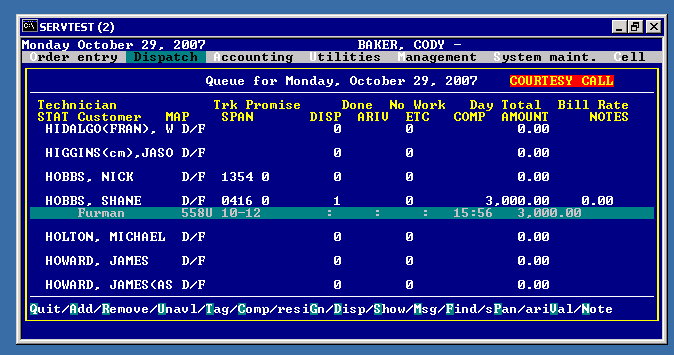 SERVTEST (2)
Monday October 29, 2007 BAKER, CODY -
Order entry Dispatch Accounting Utilities Management System maint. Cell
Queue for Monday, October 29, 2007 COURTESY CALL
Technician Trk Promise Done No Work Day Total Bill Rate
STAT Customer MAP SPAN DISP ARIV ETC COMP AMOUNT NOTES
HIDALGO(FRAN), W D/F 0 0 0.00
HIGGINS(cm),JASO D/F 0 0 0.00
HOBBS, NICK D/F 1354 0 0 0 0.00
HOBBS, SHANE D/F 0416 0 1 0 3,000.00 0.00
Furman 558U 10-12 : : : 15:56 3,000.00
HOLTON, MICHAEL D/F 0 0 0.00
HOWARD, JAMES D/F 0 0 0.00
HOWARD, JAMES(AS D/F 0 0 0.00
Quit/Add/Remove/Unavl/Tag/Comp/resiGn/Disp/Show/Msg/Find/sPan/ariVal/Note